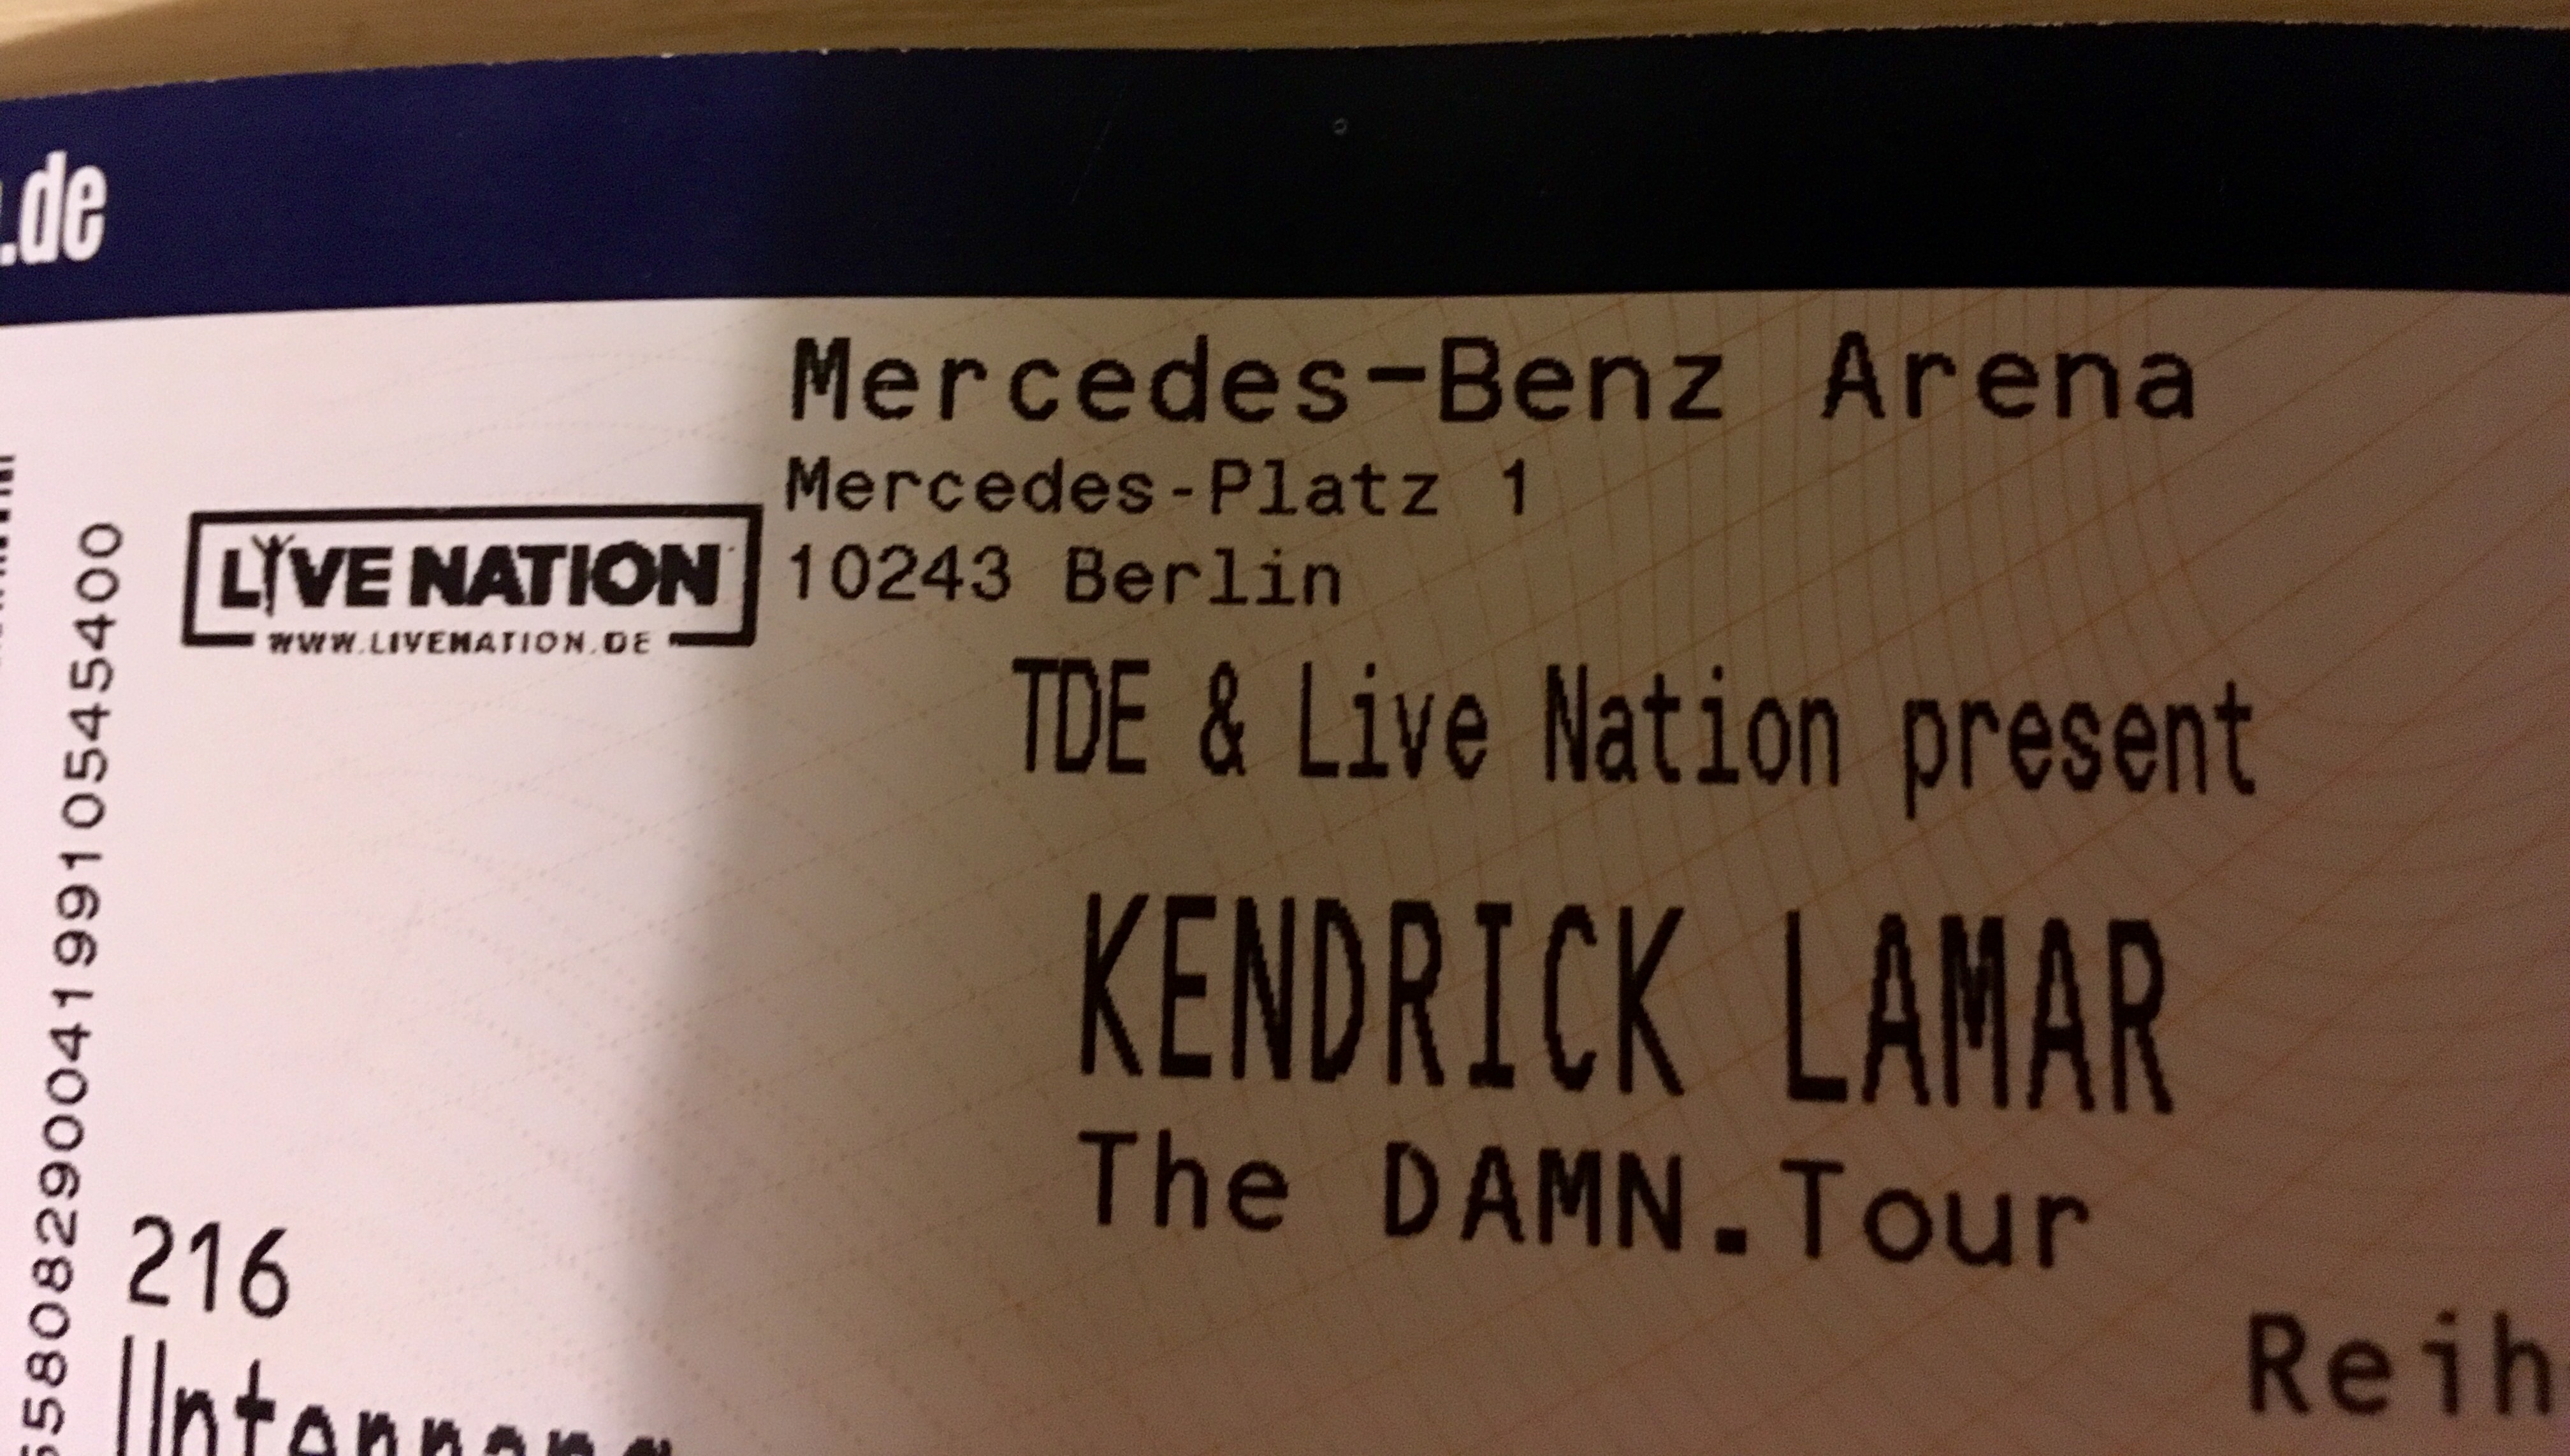 .de
Mercedes-Benz Arena
Mercedes-Platz 1
10243 Berlin
LIVE NATION
WWW.LIVENATION.DE
TDE & Live Nation present
KENDRICK LAMAR
The DAMN.Tour
216
Reih
5808290041991054545400